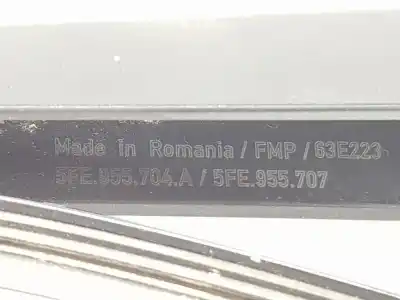 Made in Romania / FMP / 63E223
5FE.955.704.A / 5FE.955.707